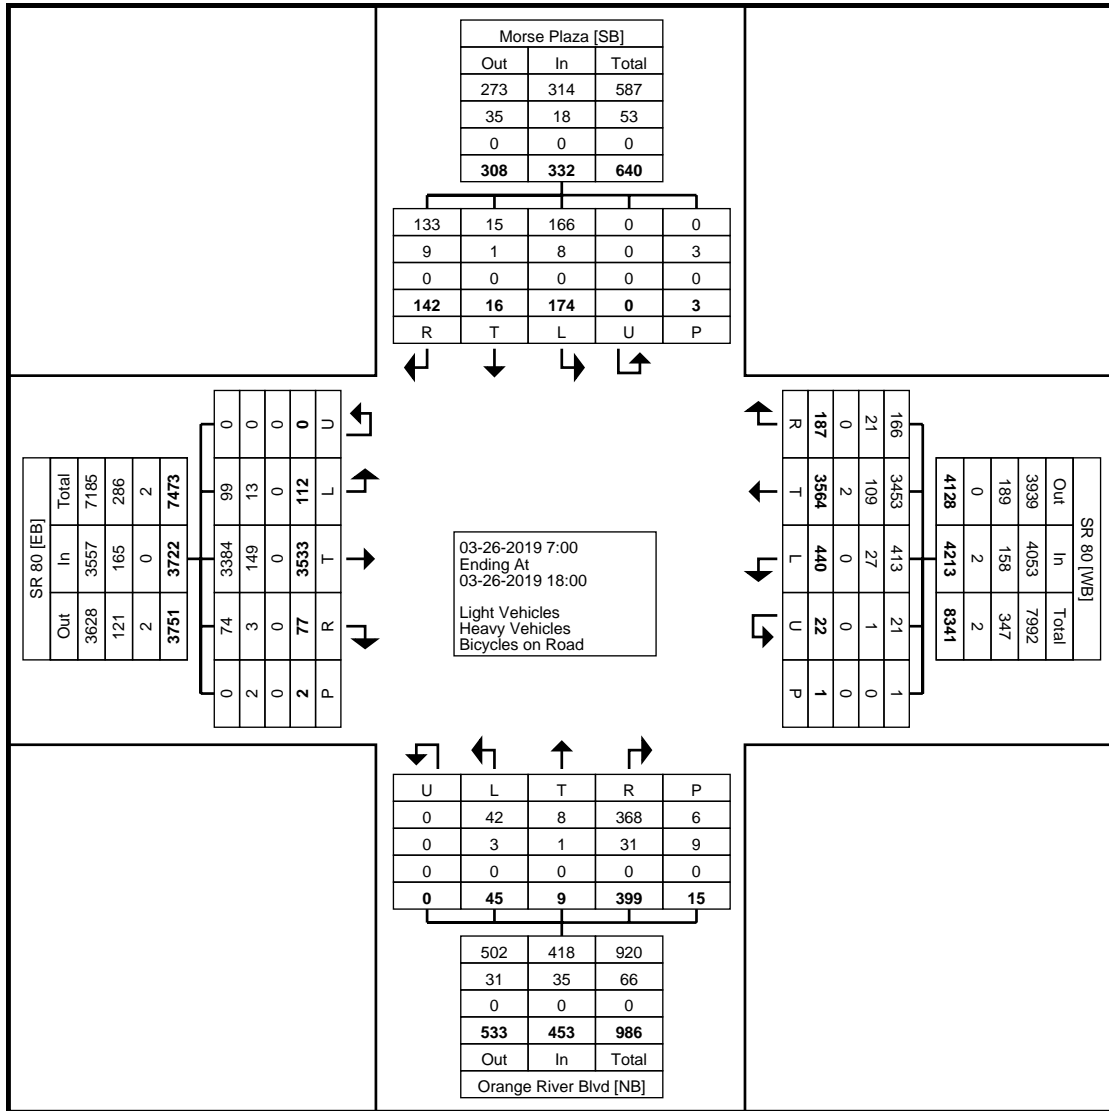 Morse Plaza [SB]
Out In Total
273 314 587
35 18 53
0 0 0
308 332 640
133 15 166 0 0
9 1 8 0 3
0 0 0 0 0
142 16 174 0 3
R T L U P
SR 80 [EB]
Total In Out
7185 3557 3628
286 165 121
2 0 2
7473 3722 3751
0 99 3384 74 0
0 13 149 3 2
0 0 0 0 0
0 112 3533 77 2
U L T R P
03-26-2019 7:00
Ending At
03-26-2019 18:00
Light Vehicles
Heavy Vehicles
Bicycles on Road
SR 80 [WB]
Out In Total
3939 4053 7992
189 158 347
0 2 2
4128 4213 8341
166 3453 413 21 1
21 109 27 1 0
0 2 0 0 0
187 3564 440 22 1
R T L U P
U L T R P
0 42 8 368 6
0 3 1 31 9
0 0 0 0 0
0 45 9 399 15
502 418 920
31 35 66
0 0 0
533 453 986
Out In Total
Orange River Blvd [NB]